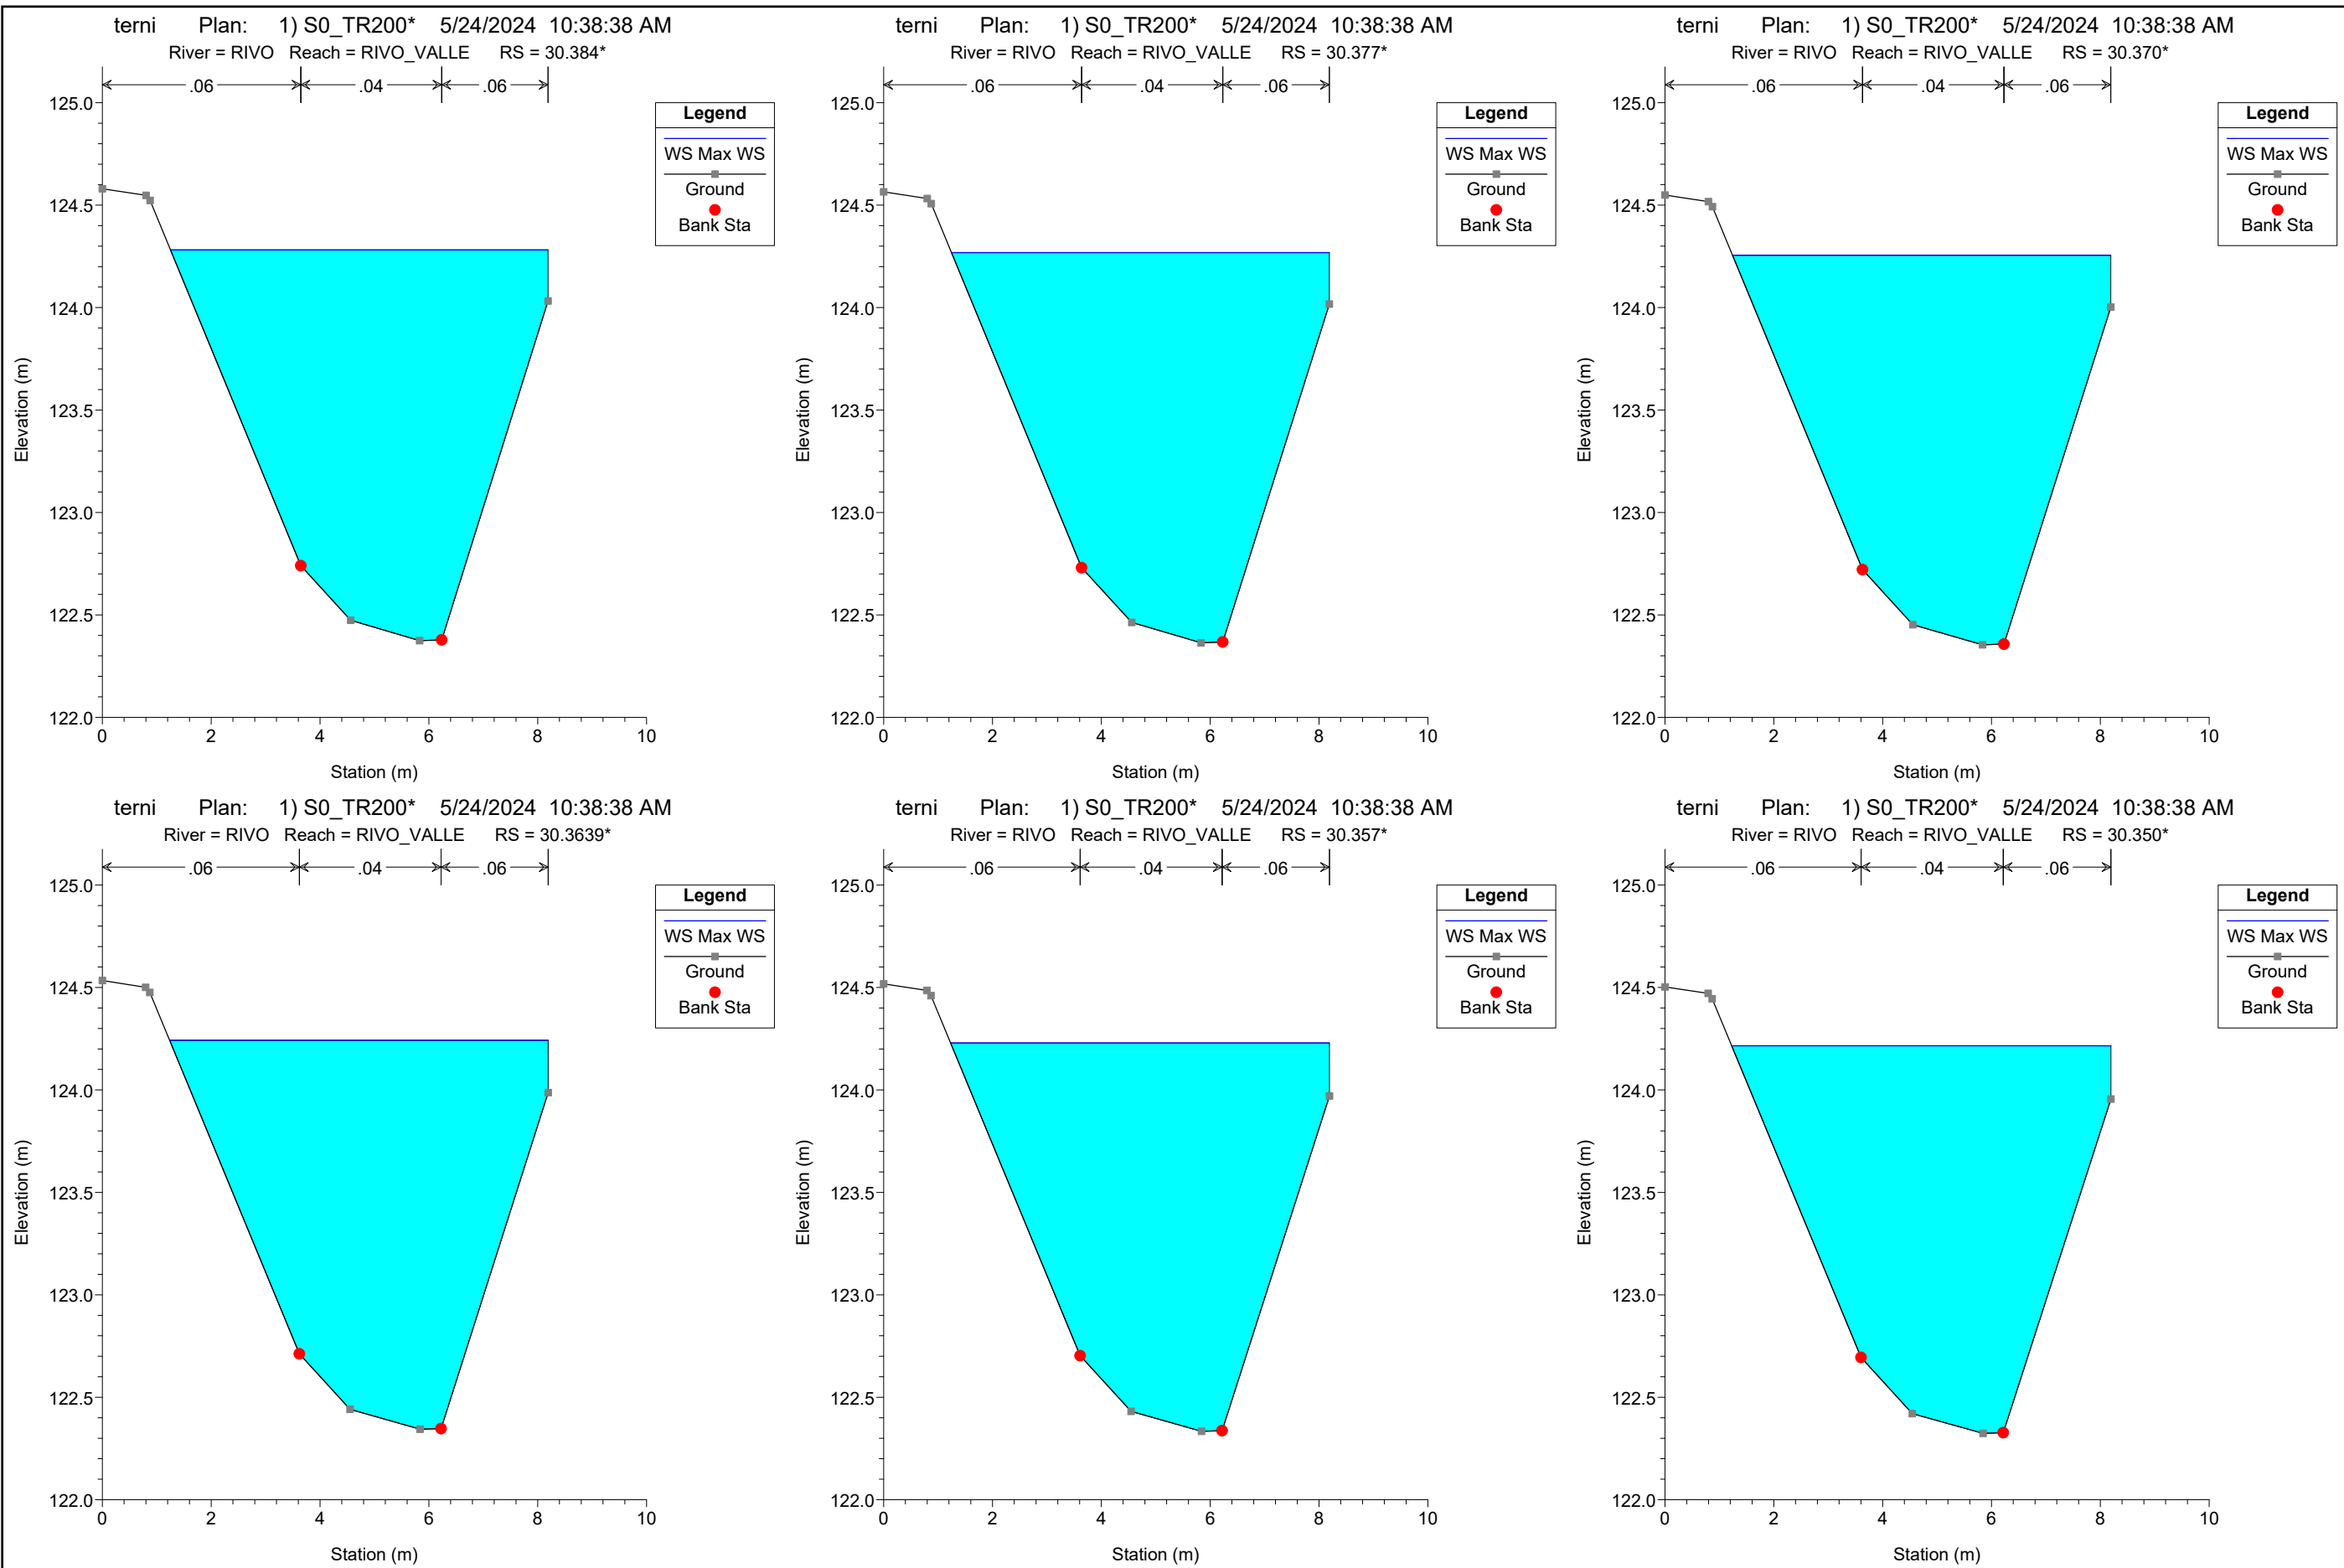 terni Plan: 1) S0_TR200* 5/24/2024 10:38:38 AM
River = RIVO Reach = RIVO_VALLE RS = 30.384*
.06 .04 .06
Legend
WS Max WS
Ground
Bank Sta
125.0
124.5
124.0
123.5
123.0
122.5
122.0
Elevation (m)
0 2 4 6 8 10
Station (m)
terni Plan: 1) S0_TR200* 5/24/2024 10:38:38 AM
River = RIVO Reach = RIVO_VALLE RS = 30.377*
.06 .04 .06
Legend
WS Max WS
Ground
Bank Sta
125.0
124.5
124.0
123.5
123.0
122.5
122.0
Elevation (m)
0 2 4 6 8 10
Station (m)
terni Plan: 1) S0_TR200* 5/24/2024 10:38:38 AM
River = RIVO Reach = RIVO_VALLE RS = 30.370*
.06 .04 .06
Legend
WS Max WS
Ground
Bank Sta
125.0
124.5
124.0
123.5
123.0
122.5
122.0
Elevation (m)
0 2 4 6 8 10
Station (m)
terni Plan: 1) S0_TR200* 5/24/2024 10:38:38 AM
River = RIVO Reach = RIVO_VALLE RS = 30.3639*
.06 .04 .06
Legend
WS Max WS
Ground
Bank Sta
125.0
124.5
124.0
123.5
123.0
122.5
122.0
Elevation (m)
0 2 4 6 8 10
Station (m)
terni Plan: 1) S0_TR200* 5/24/2024 10:38:38 AM
River = RIVO Reach = RIVO_VALLE RS = 30.357*
.06 .04 .06
Legend
WS Max WS
Ground
Bank Sta
125.0
124.5
124.0
123.5
123.0
122.5
122.0
Elevation (m)
0 2 4 6 8 10
Station (m)
terni Plan: 1) S0_TR200* 5/24/2024 10:38:38 AM
River = RIVO Reach = RIVO_VALLE RS = 30.350*
.06 .04 .06
Legend
WS Max WS
Ground
Bank Sta
125.0
124.5
124.0
123.5
123.0
122.5
122.0
Elevation (m)
0 2 4 6 8 10
Station (m)